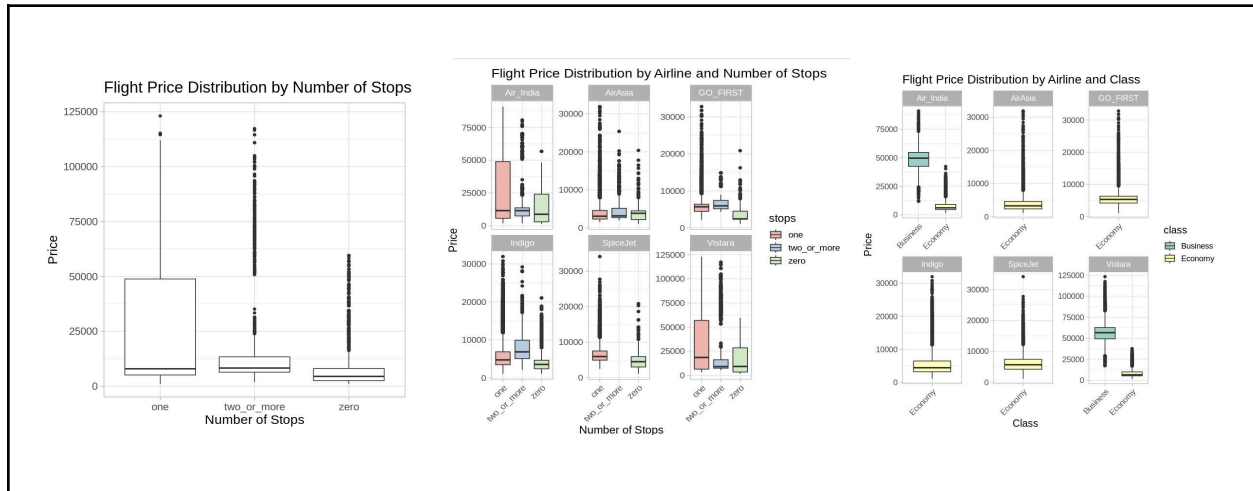 Flight Price Distribution by Number of Stops
125000
100000
75000
50000
25000
0
Price
one two_or_more zero
Number of Stops
Flight Price Distribution by Airline and Number of Stops
Air_India AirAsia GO_FIRST
75000
50000
25000
0
30000
20000
10000
0
30000
20000
10000
0
Price
Indigo SpiceJet Vistara
30000
20000
10000
0
30000
20000
10000
0
125000
100000
75000
50000
25000
0
one two_or_more zero
one two_or_more zero
one two_or_more zero
Number of Stops
stops
one
two_or_more
zero
Flight Price Distribution by Airline and Class
Air_India AirAsia GO_FIRST
75000
50000
25000
0
30000
20000
10000
0
30000
20000
10000
0
Business Economy
Economy
Economy
Price
Indigo SpiceJet Vistara
30000
20000
10000
0
30000
20000
10000
0
125000
100000
75000
50000
25000
0
Economy
Economy
Business Economy
Class
class
Business
Economy